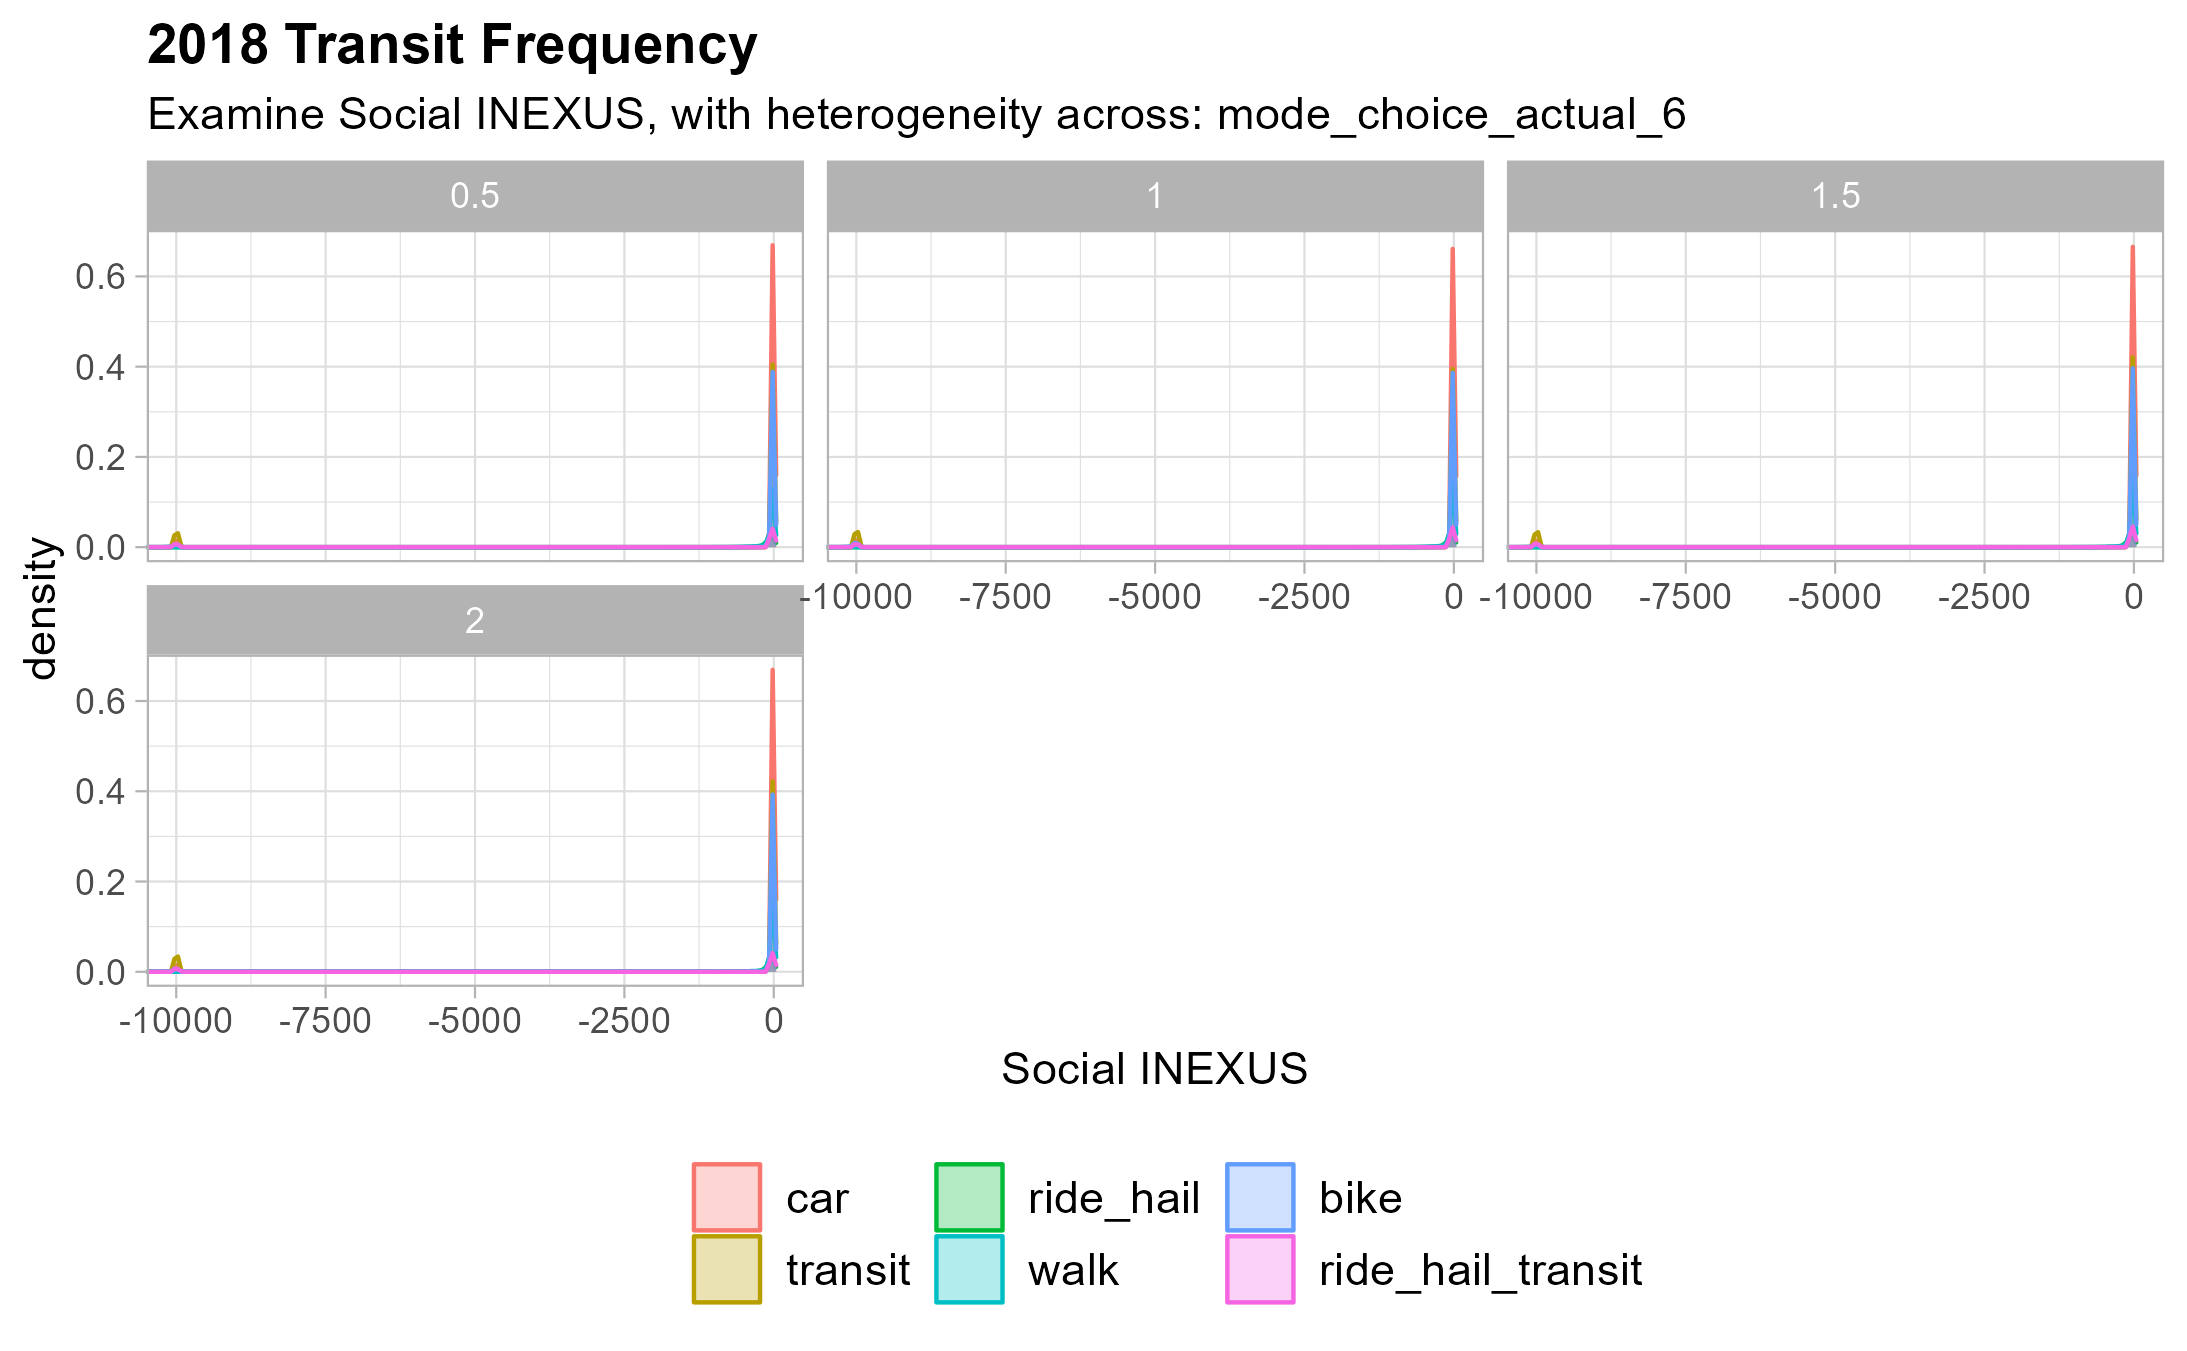 2018 Transit Frequency
Examine Social INEXUS, with heterogeneity across: mode_choice_actual_6
0.5
1
1.5
0.6
0.4
0.2
0.0
-10000 -7500 -5000 -2500 0
-10000 -7500 -5000 -2500 0
2
0.6
0.4
0.2
0.0
-10000 -7500 -5000 -2500 0
density
Social INEXUS
car ride_hail bike
transit walk ride_hail_transit